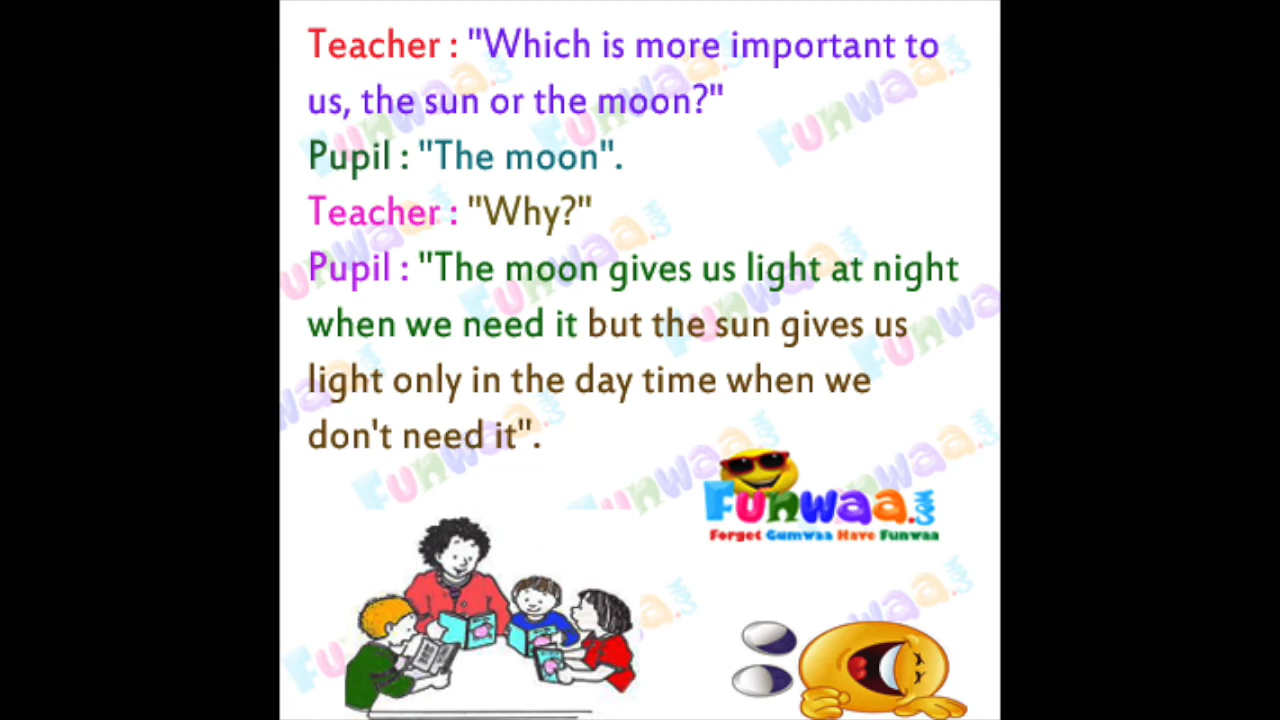 Teacher : "Which is more important to
us, the sun or the moon?"
Pupil : "The moon".
Teacher : "Why?"
Pupil : "The moon gives us light at night
when we need it but the sun gives us
light only in the day time when we
don't need it".
Funwaa.com
Forget Gumwaa Have Funwaa